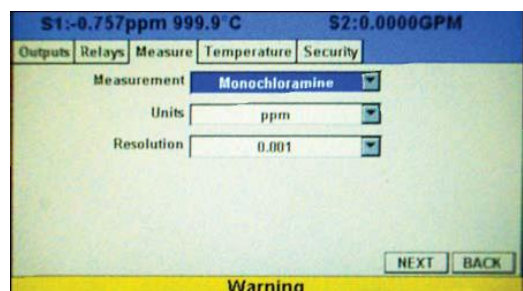 S1:-0.757ppm 999.9°C S2:0.0000GPM
Outputs Relays Measure Temperature Security
Measurement Monochloramine
Units ppm
Resolution 0.001
NEXT BACK
Warning